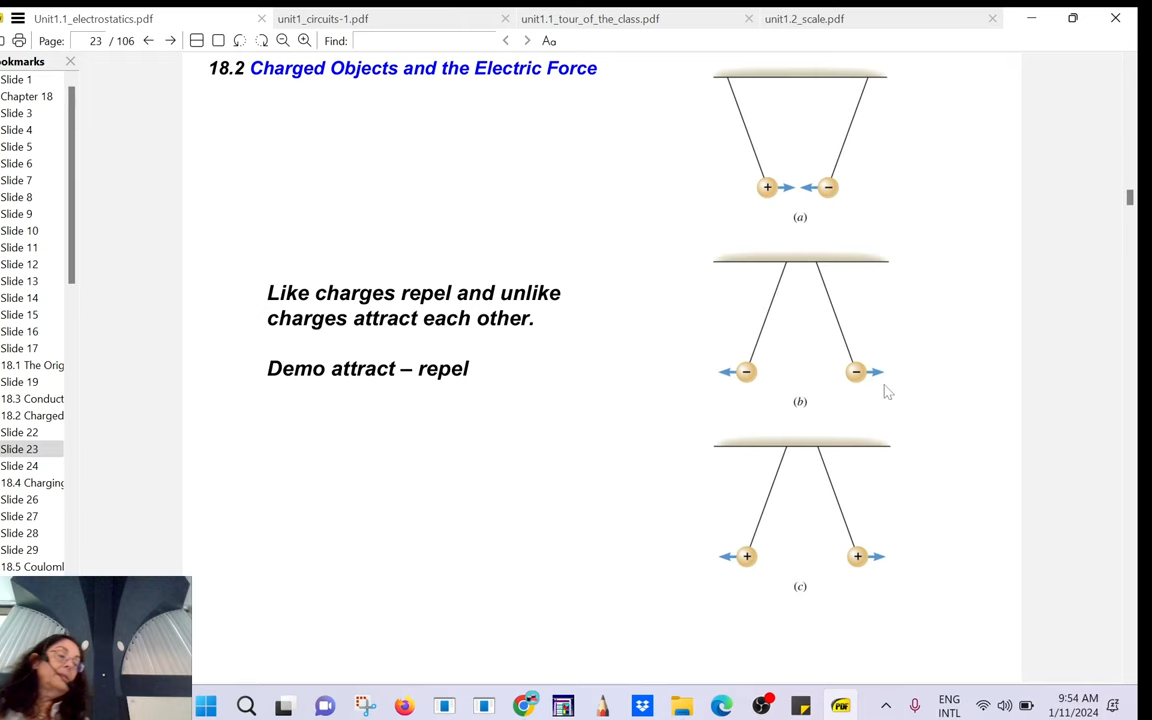 Unit1.1_electrostatics.pdf
unit1_circuits-1.pdf
unit1.1_tour_of_the_class.pdf
unit1.2_scale.pdf
Page: 23 / 106
Find:
Aa
ookmarks
Slide 1
Chapter 18
Slide 3
Slide 4
Slide 5
Slide 6
Slide 7
Slide 8
Slide 9
Slide 10
Slide 11
Slide 12
Slide 13
Slide 14
Slide 15
Slide 16
Slide 17
18.1 The Orig
Slide 19
18.3 Conduct
18.2 Charged
Slide 22
Slide 23
Slide 24
18.4 Charging
Slide 26
Slide 27
Slide 28
Slide 29
18.5 Coulom
18.2 Charged Objects and the Electric Force
Like charges repel and unlike
charges attract each other.
Demo attract – repel
+ −
(a)
− −
(b)
+ +
(c)
PDF
ENG
INTL
9:54 AM
1/11/2024